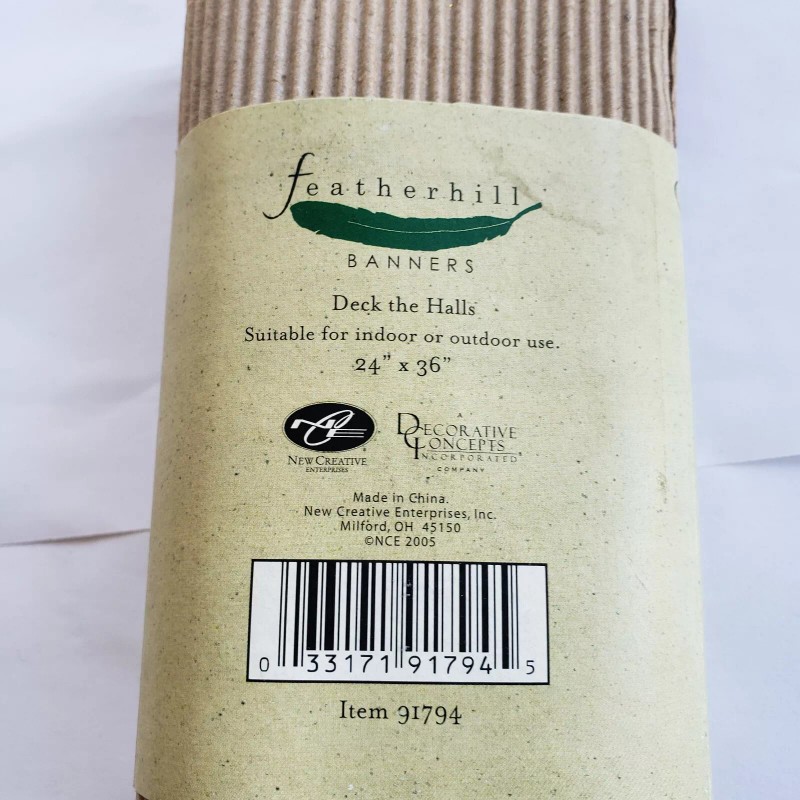 featherhill
BANNERS
Deck the Halls
Suitable for indoor or outdoor use.
24" x 36"
NCE
NEW CREATIVE
ENTERPRISES
A
DECORATIVE
CONCEPTS
INCORPORATED
COMPANY
Made in China.
New Creative Enterprises, Inc.
Milford, OH 45150
©NCE 2005
0 33171 91794 5
Item 91794